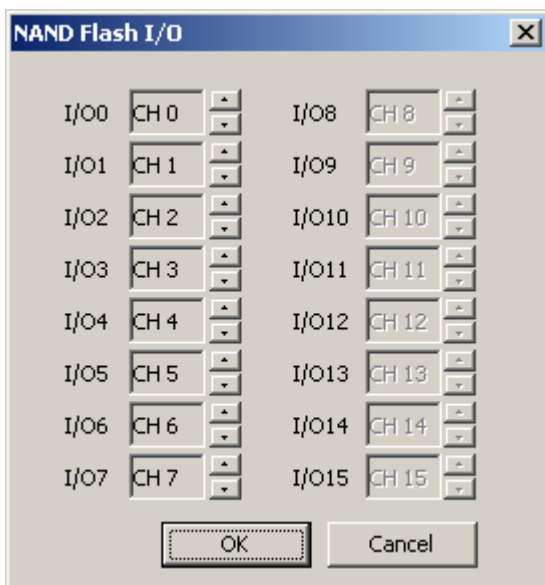 NAND Flash I/O
I/O0 CH 0 I/O8 CH 8
I/O1 CH 1 I/O9 CH 9
I/O2 CH 2 I/O10 CH 10
I/O3 CH 3 I/O11 CH 11
I/O4 CH 4 I/O12 CH 12
I/O5 CH 5 I/O13 CH 13
I/O6 CH 6 I/O14 CH 14
I/O7 CH 7 I/O15 CH 15
OK Cancel